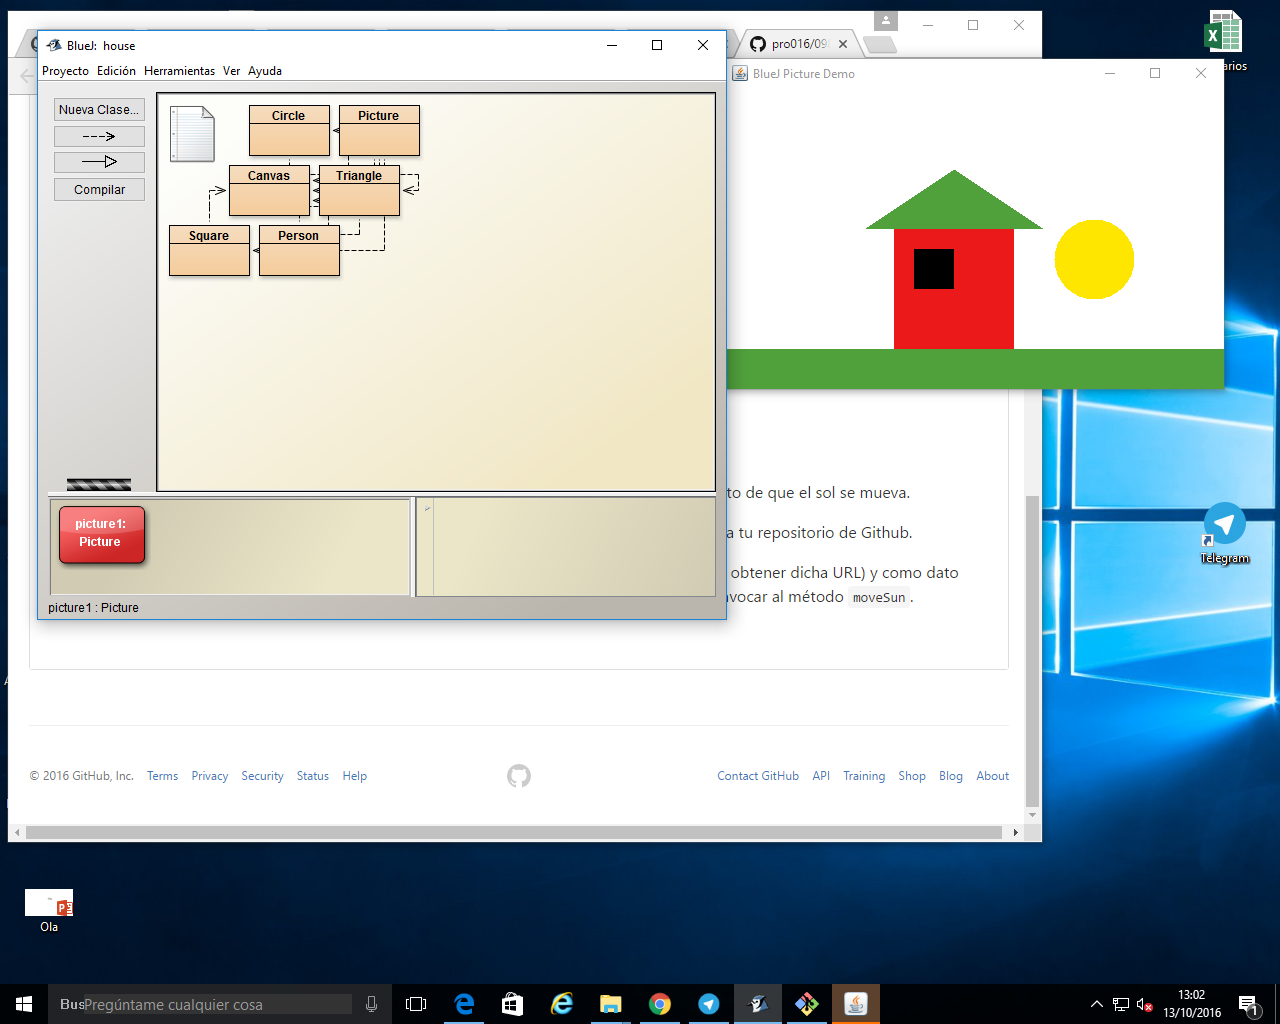 BlueJ: house
Proyecto Edición Herramientas Ver Ayuda
Nueva Clase...
Compilar
Circle
Picture
Canvas
Triangle
Square
Person
picture1:
Picture
picture1 : Picture
pro016/09
BlueJ Picture Demo
to de que el sol se mueva.
a tu repositorio de Github.
obtener dicha URL) y como dato
vocar al método moveSun.
© 2016 GitHub, Inc. Terms Privacy Security Status Help
Contact GitHub API Training Shop Blog About
Telegram
Ola
Pregúntame cualquier cosa
13:02
13/10/2016
1